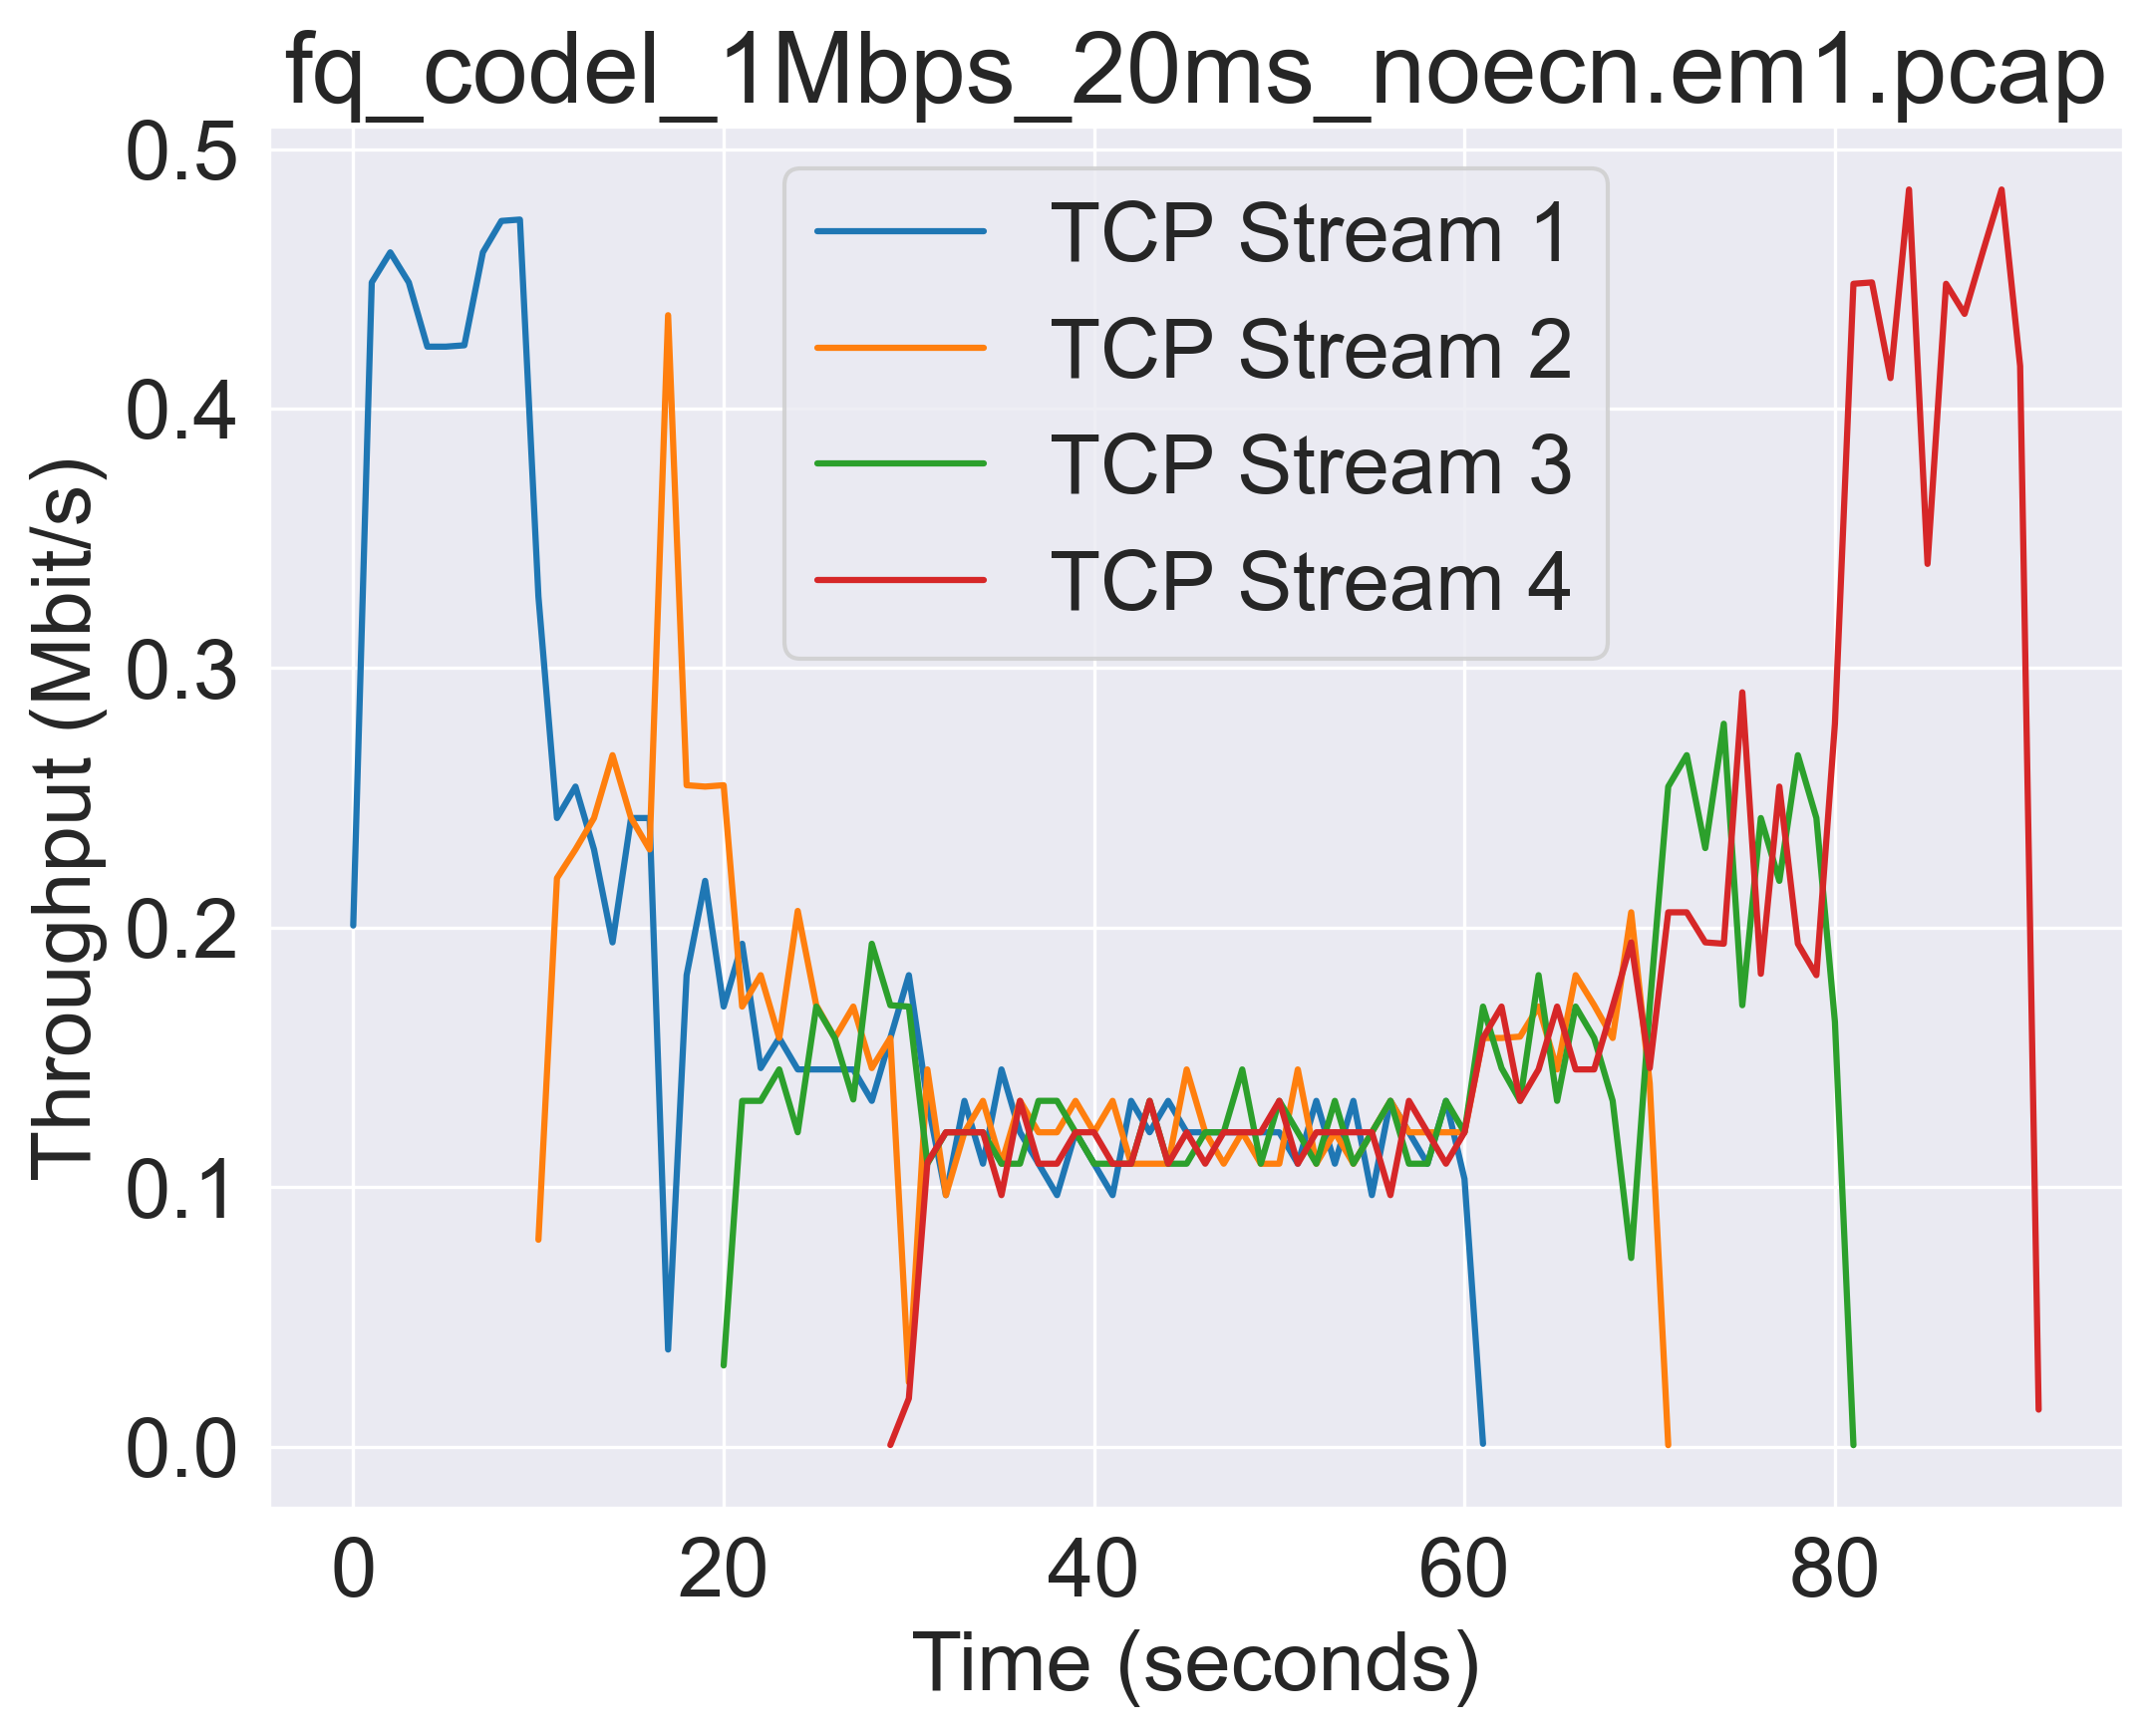 fq_codel_1Mbps_20ms_noecn.em1.pcap
0.5
0.4
0.3
0.2
0.1
0.0
Throughput (Mbit/s)
TCP Stream 1
TCP Stream 2
TCP Stream 3
TCP Stream 4
0 20 40 60 80
Time (seconds)